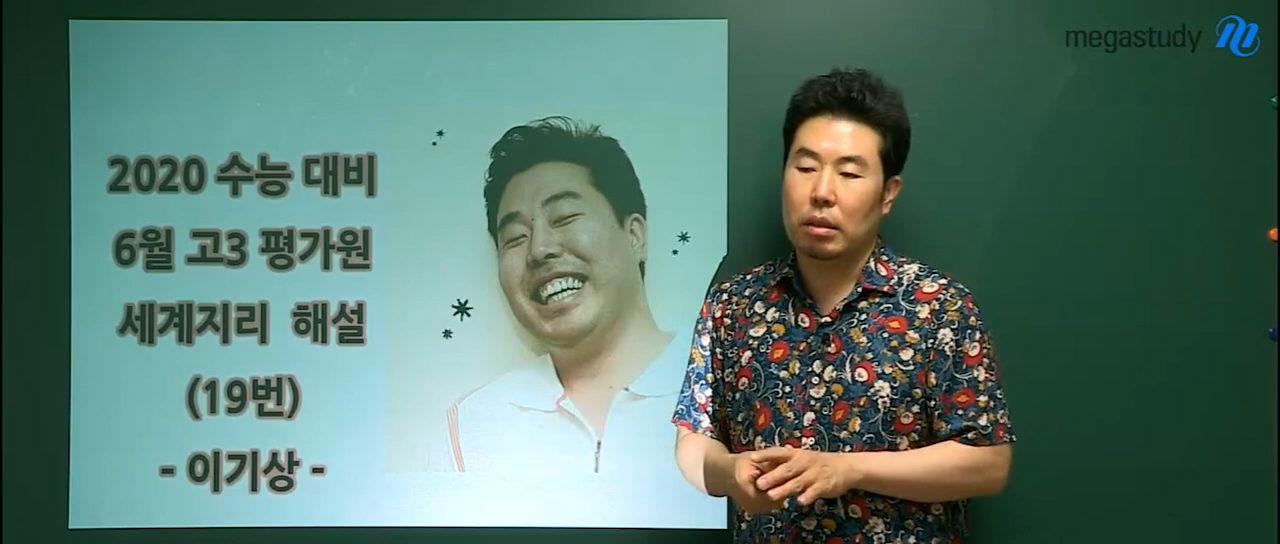 megastudy
2020 수능 대비
6월 고3 평가원
세계지리 해설
(19번)
- 이기상 -